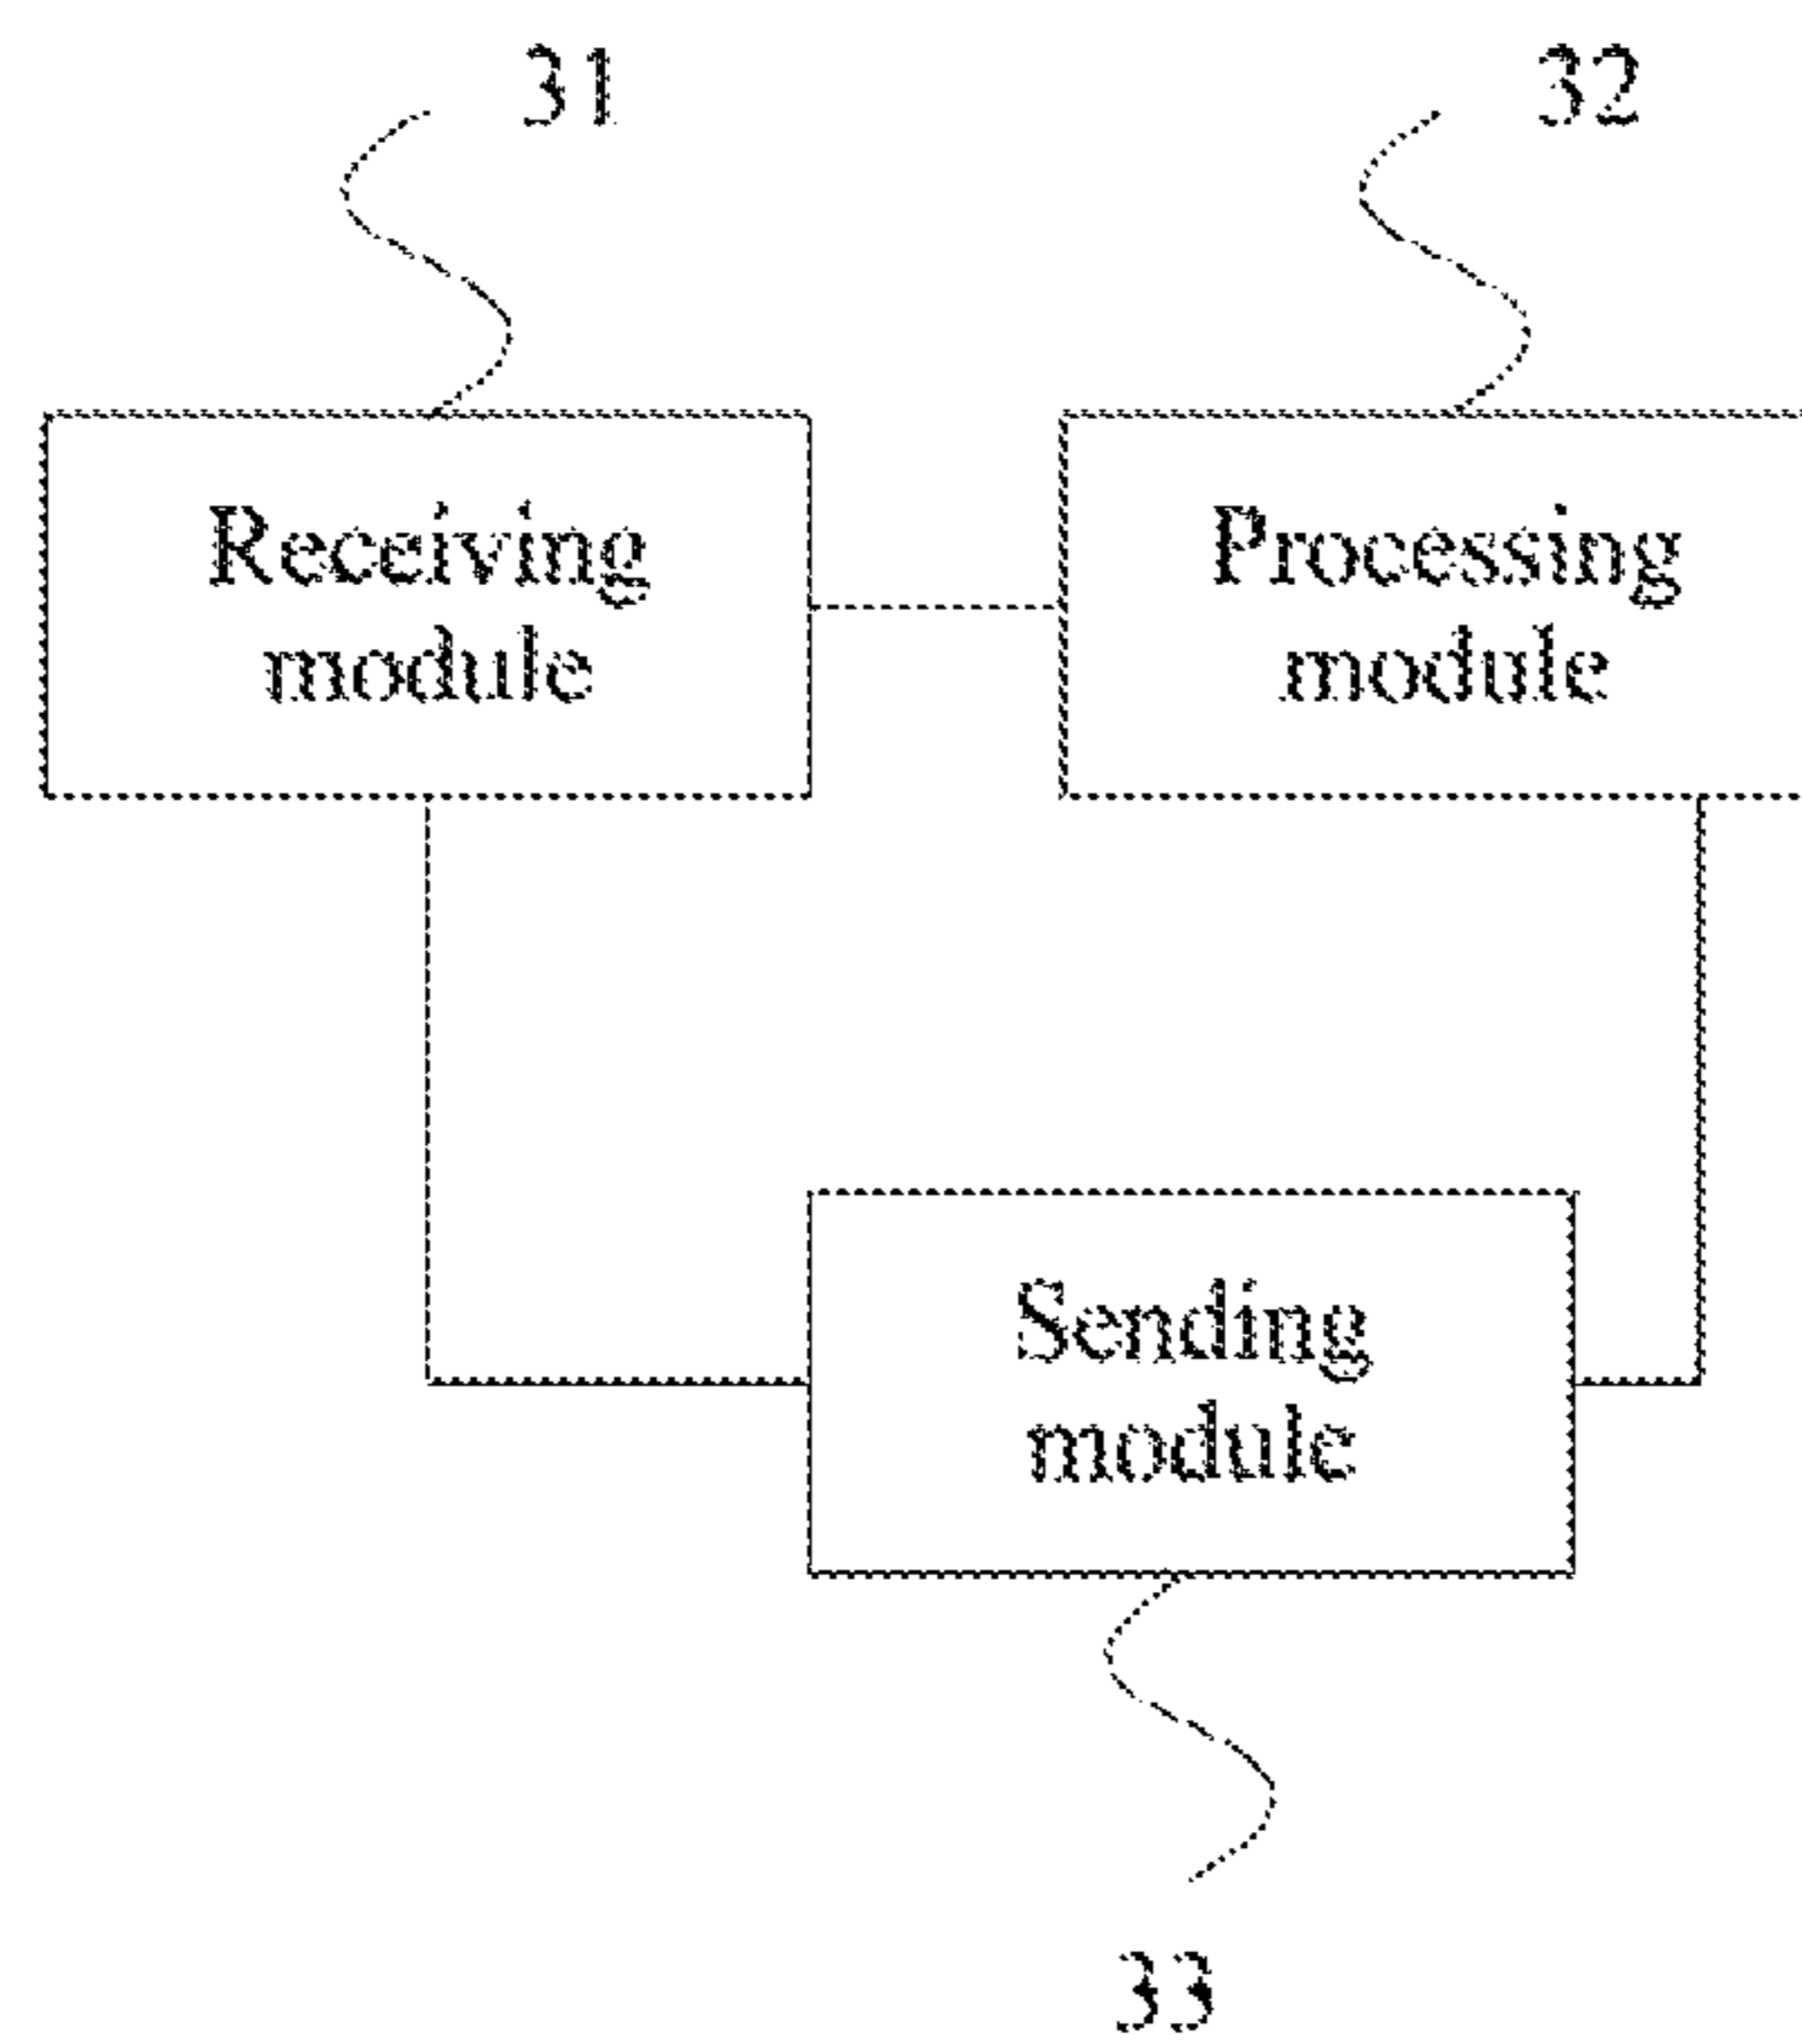 31
32
Receiving
module
Processing
module
Sending
module
33